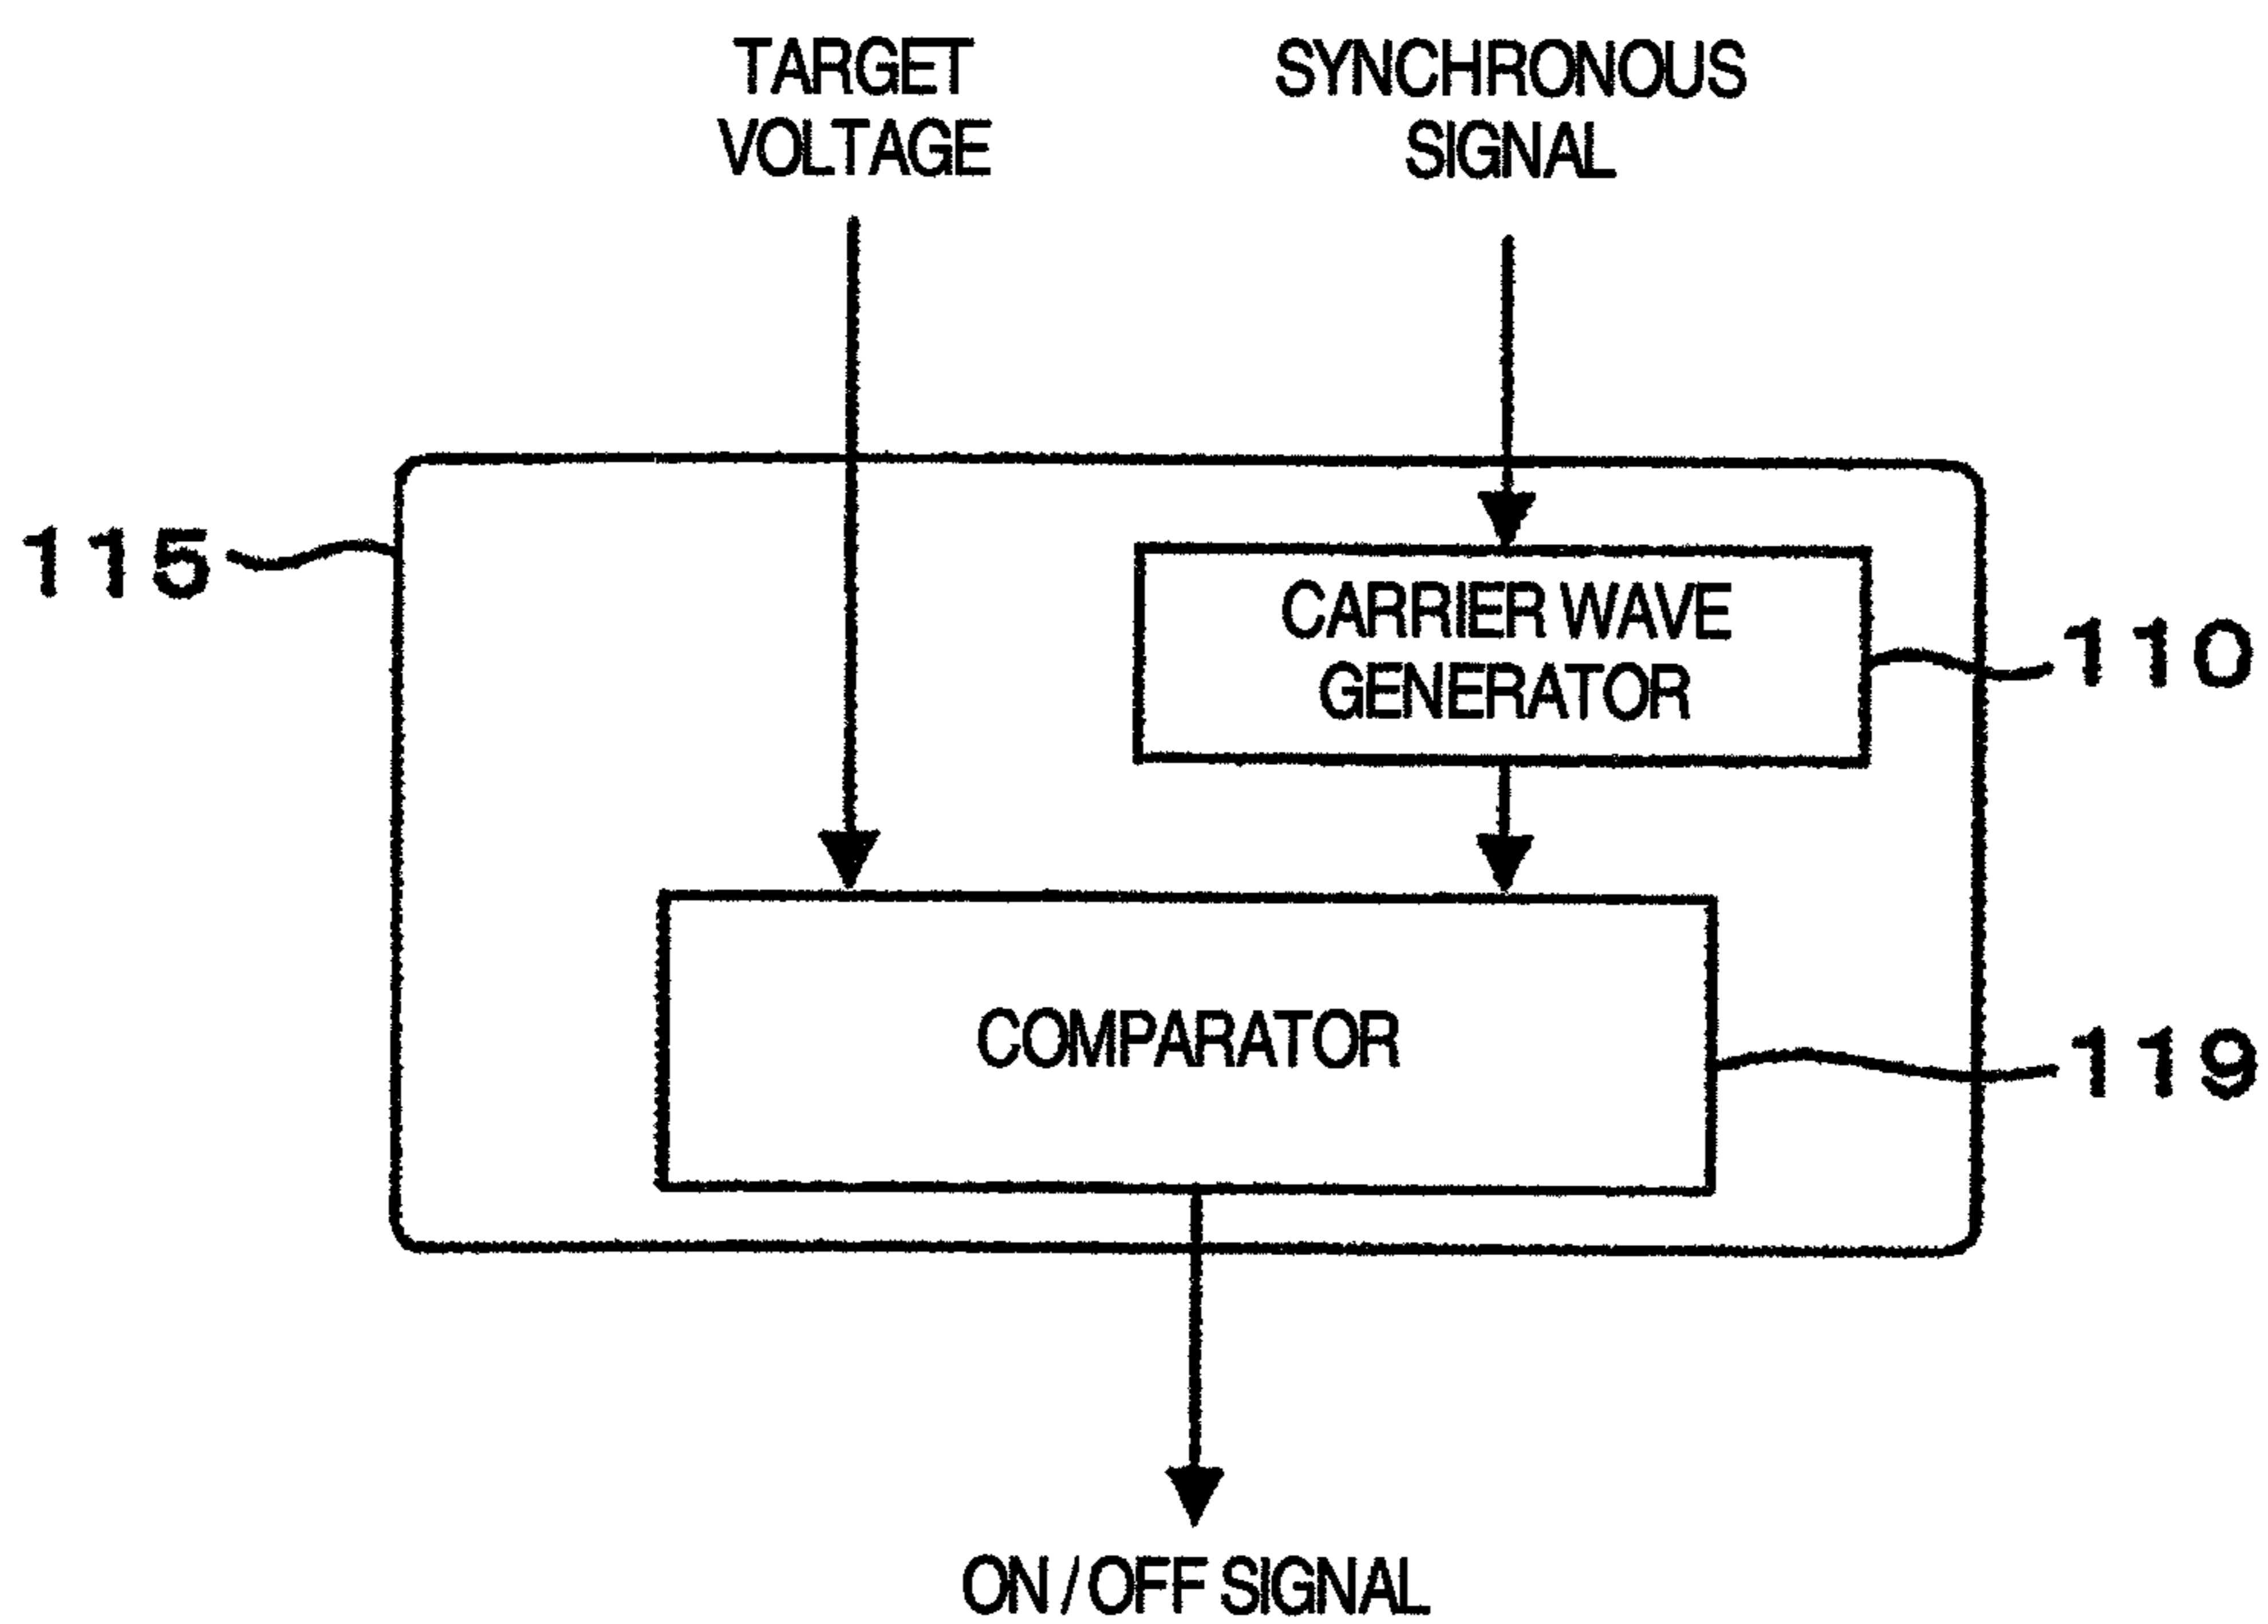 TARGET
VOLTAGE
SYNCHRONOUS
SIGNAL
115
CARRIER WAVE
GENERATOR
110
COMPARATOR
119
ON / OFF SIGNAL